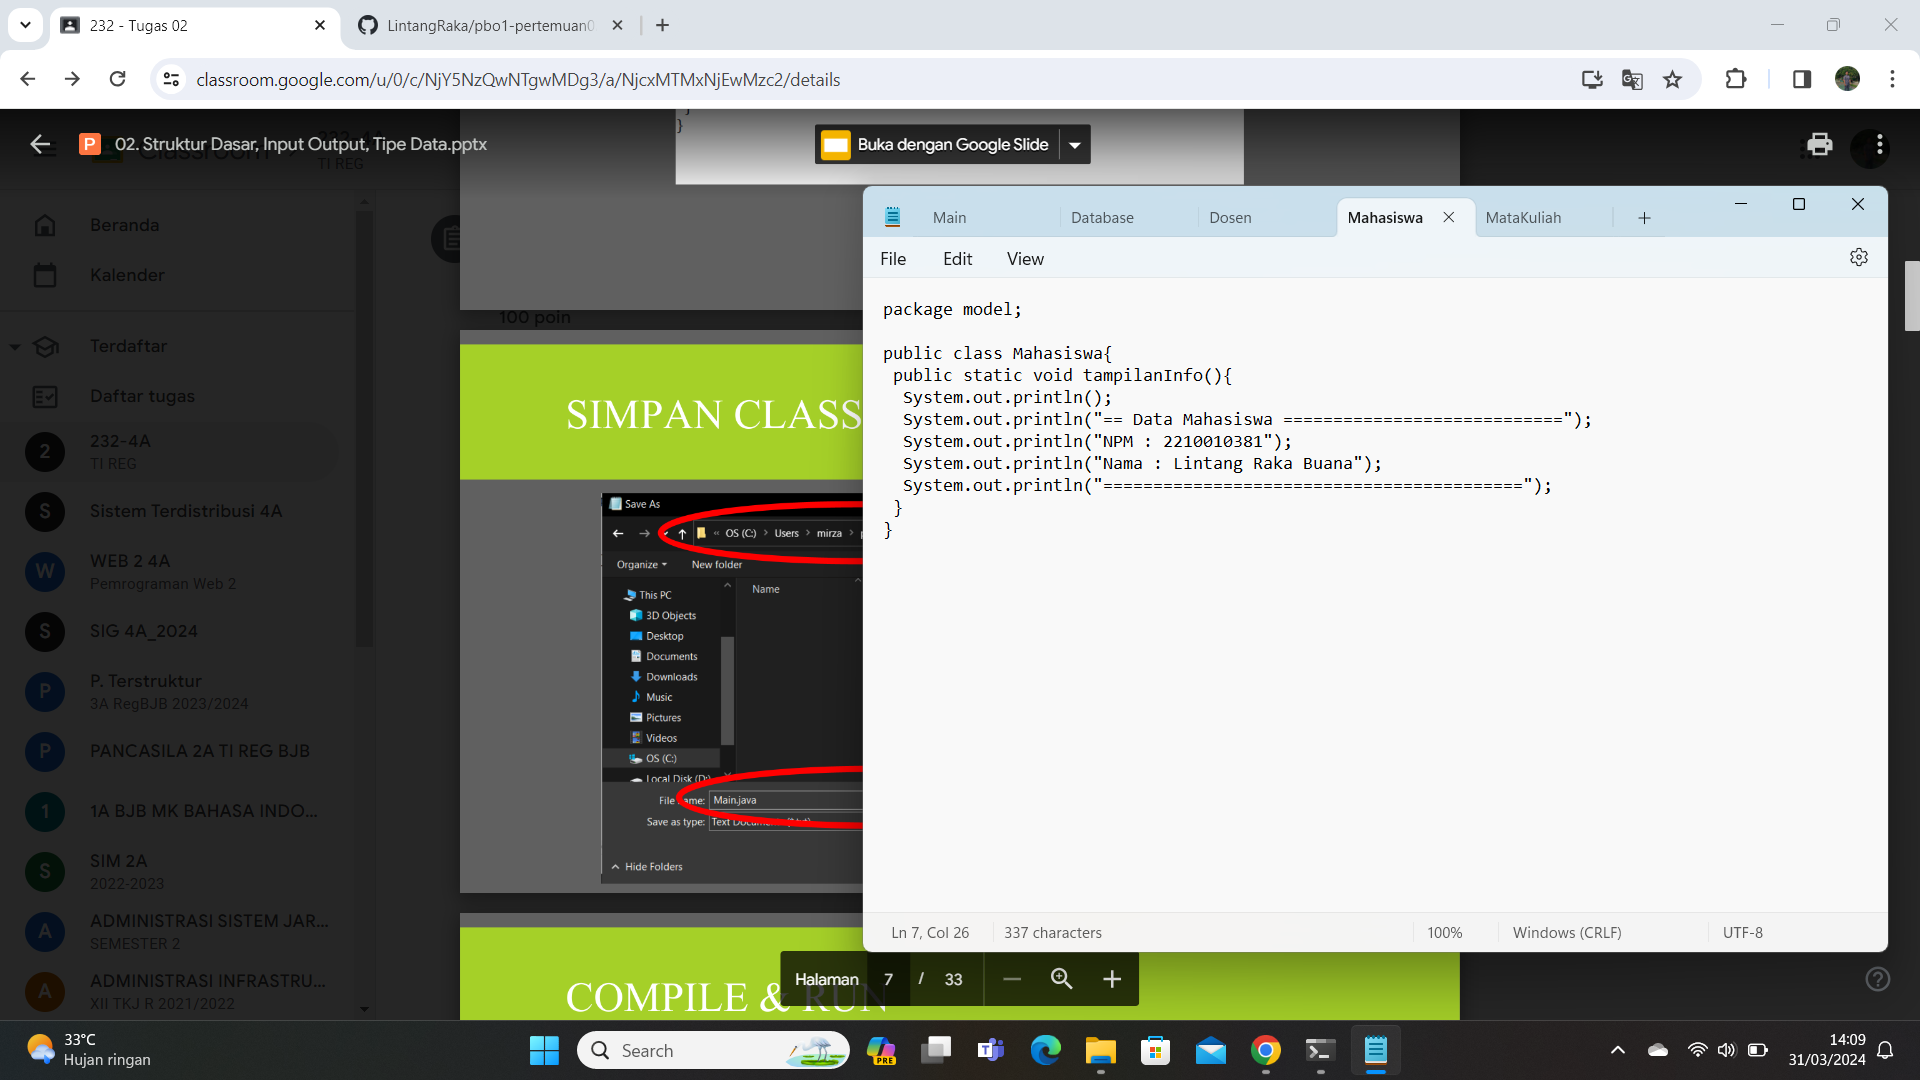 232 - Tugas 02
LintangRaka/pbo1-pertemuan0
classroom.google.com/u/0/c/NjY5NzQwNTgwMDg3/a/NjcxMTMxNjEwMzc2/details
P 02. Struktur Dasar, Input Output, Tipe Data.pptx
TI REG
}
Buka dengan Google Slide
Beranda
Kalender
Terdaftar
Daftar tugas
2 232-4A
TI REG
S Sistem Terdistribusi 4A
W WEB 2 4A
Pemrograman Web 2
S SIG 4A_2024
P P. Terstruktur
3A RegBJB 2023/2024
P PANCASILA 2A TI REG BJB
1 1A BJB MK BAHASA INDO...
S SIM 2A
2022-2023
A ADMINISTRASI SISTEM JAR...
SEMESTER 2
A ADMINISTRASI INFRASTRU...
XII TKJ R 2021/2022
100 poin
SIMPAN CLASS
Save As
« OS (C:) > Users > mirza >
Organize
New folder
Name
This PC
3D Objects
Desktop
Documents
Downloads
Music
Pictures
Videos
OS (C:)
Local Disk (D:)
File name: Main.java
Save as type: Text Documents (*.txt)
Hide Folders
COMPILE & RUN
Halaman 7 / 33
Main
Database
Dosen
Mahasiswa
MataKuliah
File
Edit
View
package model;
public class Mahasiswa{
public static void tampilanInfo(){
System.out.println();
System.out.println("== Data Mahasiswa ============================");
System.out.println("NPM : 2210010381");
System.out.println("Nama : Lintang Raka Buana");
System.out.println("==========================================");
}
}
Ln 7, Col 26
337 characters
100%
Windows (CRLF)
UTF-8
33°C
Hujan ringan
Search
PRE
14:09
31/03/2024